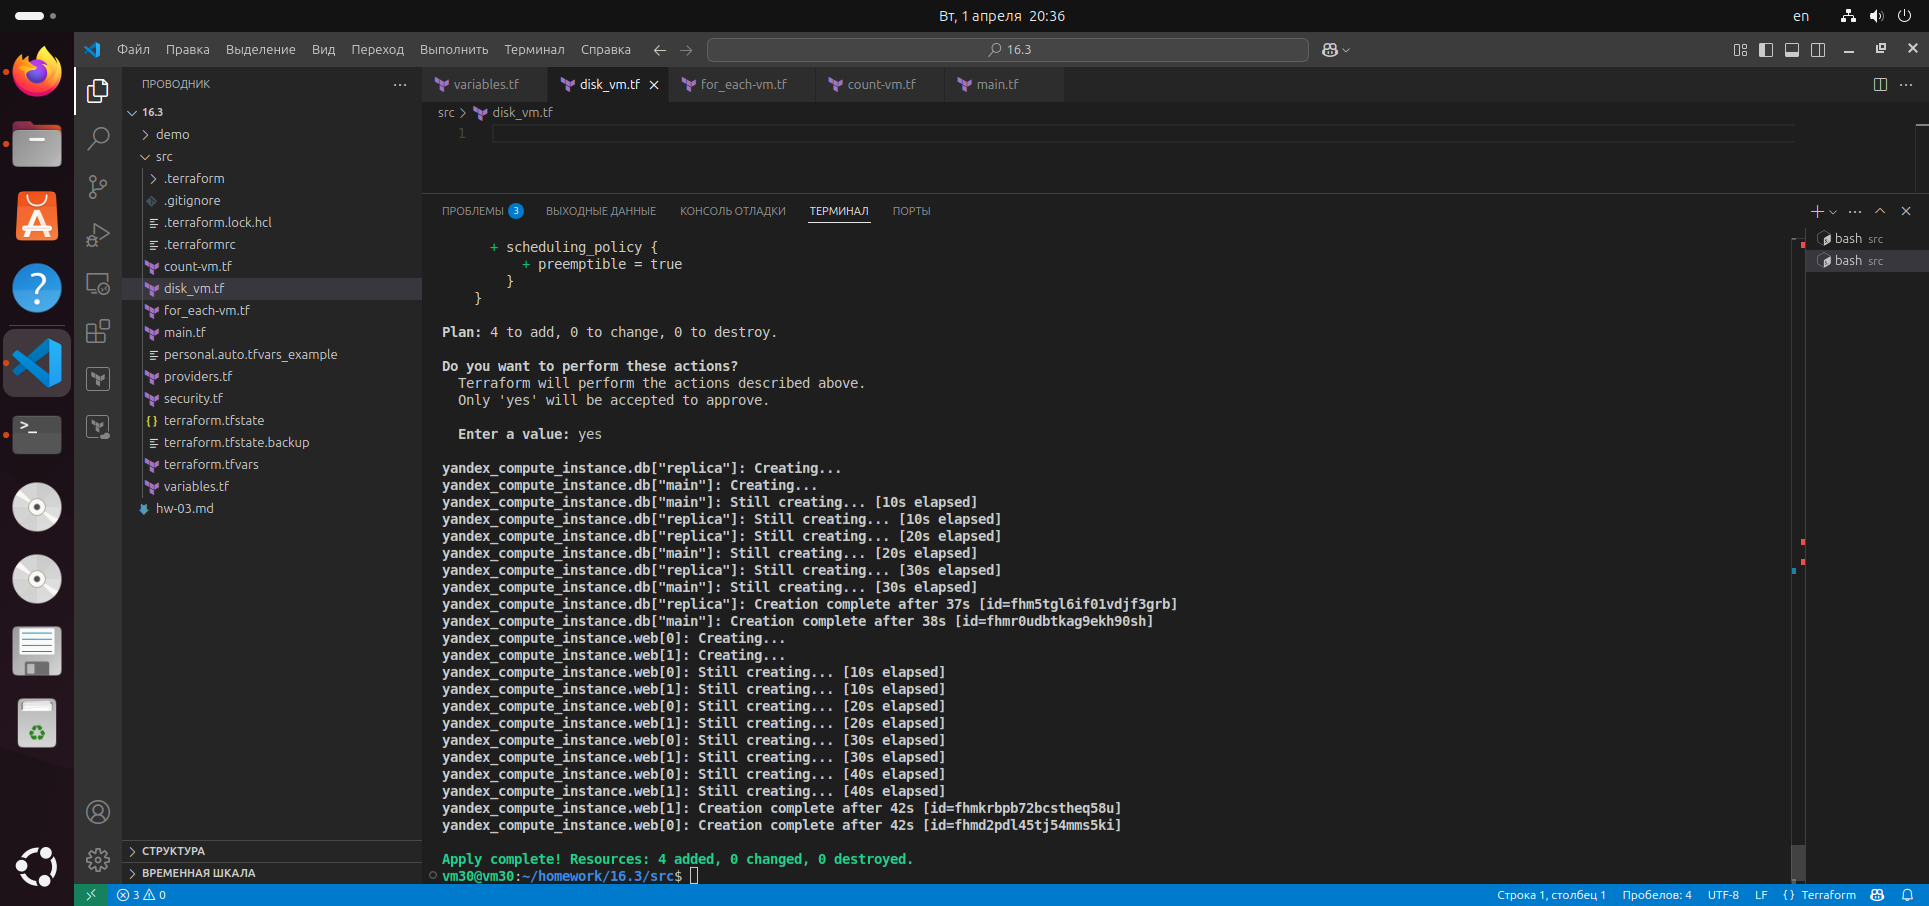 Вт, 1 апреля 20:36
en
Файл Правка Выделение Вид Переход Выполнить Терминал Справка
16.3
ПРОВОДНИК
16.3
demo
src
.terraform
.gitignore
.terraform.lock.hcl
.terraformrc
count-vm.tf
disk_vm.tf
for_each-vm.tf
main.tf
personal.auto.tfvars_example
providers.tf
security.tf
terraform.tfstate
terraform.tfstate.backup
terraform.tfvars
variables.tf
hw-03.md
СТРУКТУРА
ВРЕМЕННАЯ ШКАЛА
variables.tf disk_vm.tf for_each-vm.tf count-vm.tf main.tf
src > disk_vm.tf
1
ПРОБЛЕМЫ 3 ВЫХОДНЫЕ ДАННЫЕ КОНСОЛЬ ОТЛАДКИ ТЕРМИНАЛ ПОРТЫ
+ scheduling_policy {
+ preemptible = true
}
}
Plan: 4 to add, 0 to change, 0 to destroy.
Do you want to perform these actions?
Terraform will perform the actions described above.
Only 'yes' will be accepted to approve.
Enter a value: yes
yandex_compute_instance.db["replica"]: Creating...
yandex_compute_instance.db["main"]: Creating...
yandex_compute_instance.db["main"]: Still creating... [10s elapsed]
yandex_compute_instance.db["replica"]: Still creating... [10s elapsed]
yandex_compute_instance.db["replica"]: Still creating... [20s elapsed]
yandex_compute_instance.db["main"]: Still creating... [20s elapsed]
yandex_compute_instance.db["replica"]: Still creating... [30s elapsed]
yandex_compute_instance.db["main"]: Still creating... [30s elapsed]
yandex_compute_instance.db["replica"]: Creation complete after 37s [id=fhm5tgl6if01vdjf3grb]
yandex_compute_instance.db["main"]: Creation complete after 38s [id=fhmr0udbtkag9ekh90sh]
yandex_compute_instance.web[0]: Creating...
yandex_compute_instance.web[1]: Creating...
yandex_compute_instance.web[0]: Still creating... [10s elapsed]
yandex_compute_instance.web[1]: Still creating... [10s elapsed]
yandex_compute_instance.web[0]: Still creating... [20s elapsed]
yandex_compute_instance.web[1]: Still creating... [20s elapsed]
yandex_compute_instance.web[0]: Still creating... [30s elapsed]
yandex_compute_instance.web[1]: Still creating... [30s elapsed]
yandex_compute_instance.web[0]: Still creating... [40s elapsed]
yandex_compute_instance.web[1]: Still creating... [40s elapsed]
yandex_compute_instance.web[1]: Creation complete after 42s [id=fhmkrbpb72bcstheq58u]
yandex_compute_instance.web[0]: Creation complete after 42s [id=fhmd2pdl45tj54mms5ki]
Apply complete! Resources: 4 added, 0 changed, 0 destroyed.
vm30@vm30:~/homework/16.3/src$
bash src
bash src
3 0
Строка 1, столбец 1 Пробелов: 4 UTF-8 LF {} Terraform